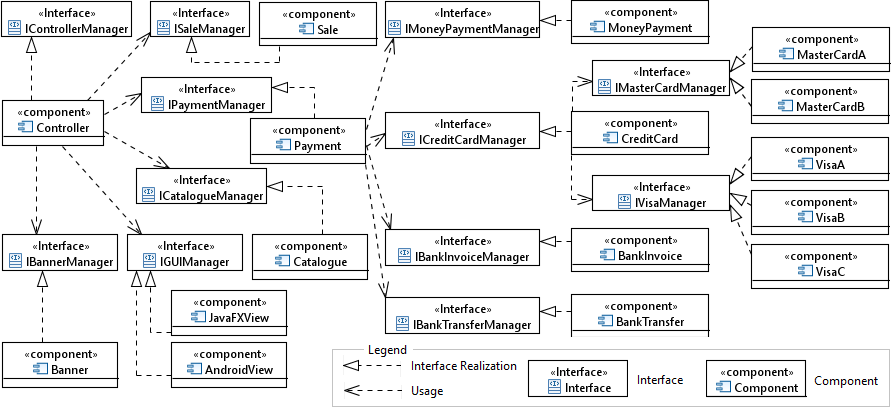 «Interface»
IControllerManager
«Interface»
ISaleManager
«component»
Sale
«Interface»
IMoneyPaymentManager
«component»
MoneyPayment
«component»
MasterCardA
«Interface»
IPaymentManager
«Interface»
IMasterCardManager
«component»
MasterCardB
«component»
Controller
«component»
Payment
«Interface»
ICreditCardManager
«component»
CreditCard
«component»
VisaA
«Interface»
ICatalogueManager
«Interface»
IVisaManager
«component»
VisaB
«Interface»
IBannerManager
«Interface»
IGUIManager
«component»
Catalogue
«Interface»
IBankInvoiceManager
«component»
BankInvoice
«component»
VisaC
«component»
JavaFXView
«Interface»
IBankTransferManager
«component»
BankTransfer
«component»
Banner
«component»
AndroidView
Legend
Interface Realization
Usage
«Interface»
Interface
Interface
«component»
Component
Component